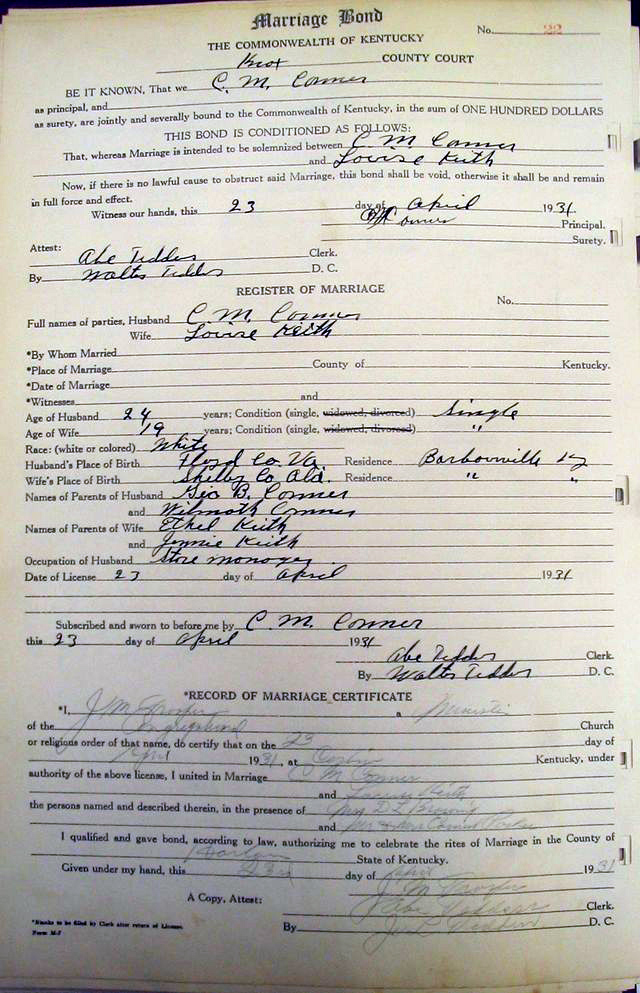 Marriage Bond
No. 22
THE COMMONWEALTH OF KENTUCKY
Knox COUNTY COURT
BE IT KNOWN, That we C. M. Conner
as principal, and
as surety, are jointly and severally bound to the Commonwealth of Kentucky, in the sum of ONE HUNDRED DOLLARS
THIS BOND IS CONDITIONED AS FOLLOWS:
That, whereas Marriage is intended to be solemnized between C. M. Conner
and Louise Keith
Now, if there is no lawful cause to obstruct said Marriage, this bond shall be void, otherwise it shall be and remain
in full force and effect.
Witness our hands, this 23 day of April 1931.
C M Conner Principal.
Surety.
Attest:
Abe Tedders Clerk.
By Walter Tedders D. C.
REGISTER OF MARRIAGE
No.
Full names of parties, Husband C. M. Conner
Wife Louise Keith
*By Whom Married
*Place of Marriage County of Kentucky.
*Date of Marriage
*Witnesses and
Age of Husband 24 years; Condition (single, widowed, divorced) Single
Age of Wife 19 years; Condition (single, widowed, divorced) "
Race: (white or colored) White
Husband's Place of Birth Floyd Co. Va. Residence Barbourville Ky
Wife's Place of Birth Shelby Co Ala. Residence " "
Names of Parents of Husband Geo B. Conner
and Wilmoth Conner
Names of Parents of Wife Ethel Keith
and Jennie Keith
Occupation of Husband Store manager
Date of License 23 day of April 1931
Subscribed and sworn to before me by C. M. Conner
this 23 day of April 1931
Abe Tedders Clerk.
By Walter Tedders D. C.
*RECORD OF MARRIAGE CERTIFICATE
*I, J. M. a Minister
of the Church
or religious order of that name, do certify that on the 23 day of
April 1931, at Corbin Kentucky, under
authority of the above license, I united in Marriage C M Conner
and Louise Keith
the persons named and described therein, in the presence of Mrs D. L.
and
I qualified and gave bond, according to law, authorizing me to celebrate the rites of Marriage in the County of
Harlan State of Kentucky.
Given under my hand, this 23 day of April 1931
J. M.
A Copy, Attest: Abe Tedders Clerk.
By D. C.
*Blanks to be filled by Clerk after return of License.
Form M-7